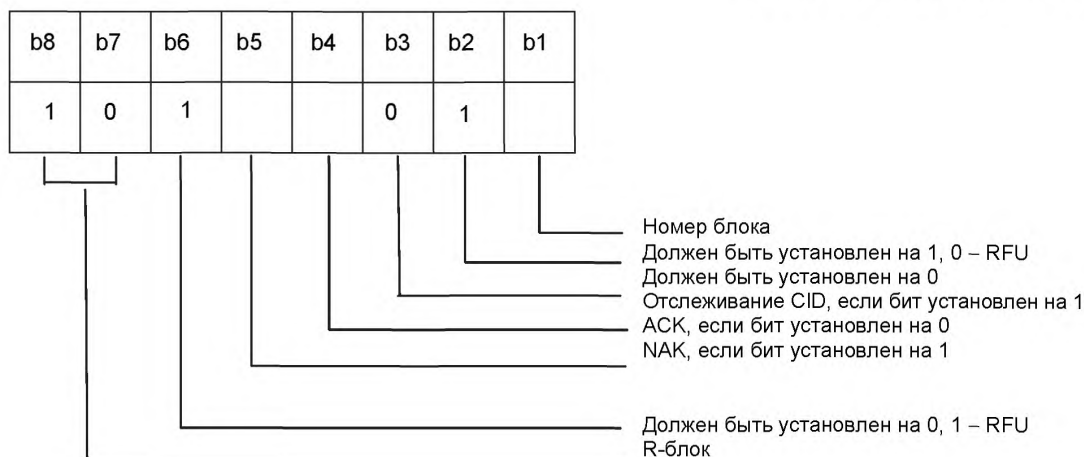 b8 b7 b6 b5 b4 b3 b2 b1
1 0 1 0 1
Номер блока
Должен быть установлен на 1, 0 – RFU
Должен быть установлен на 0
Отслеживание CID, если бит установлен на 1
ACK, если бит установлен на 0
NAK, если бит установлен на 1
Должен быть установлен на 0, 1 – RFU
R-блок